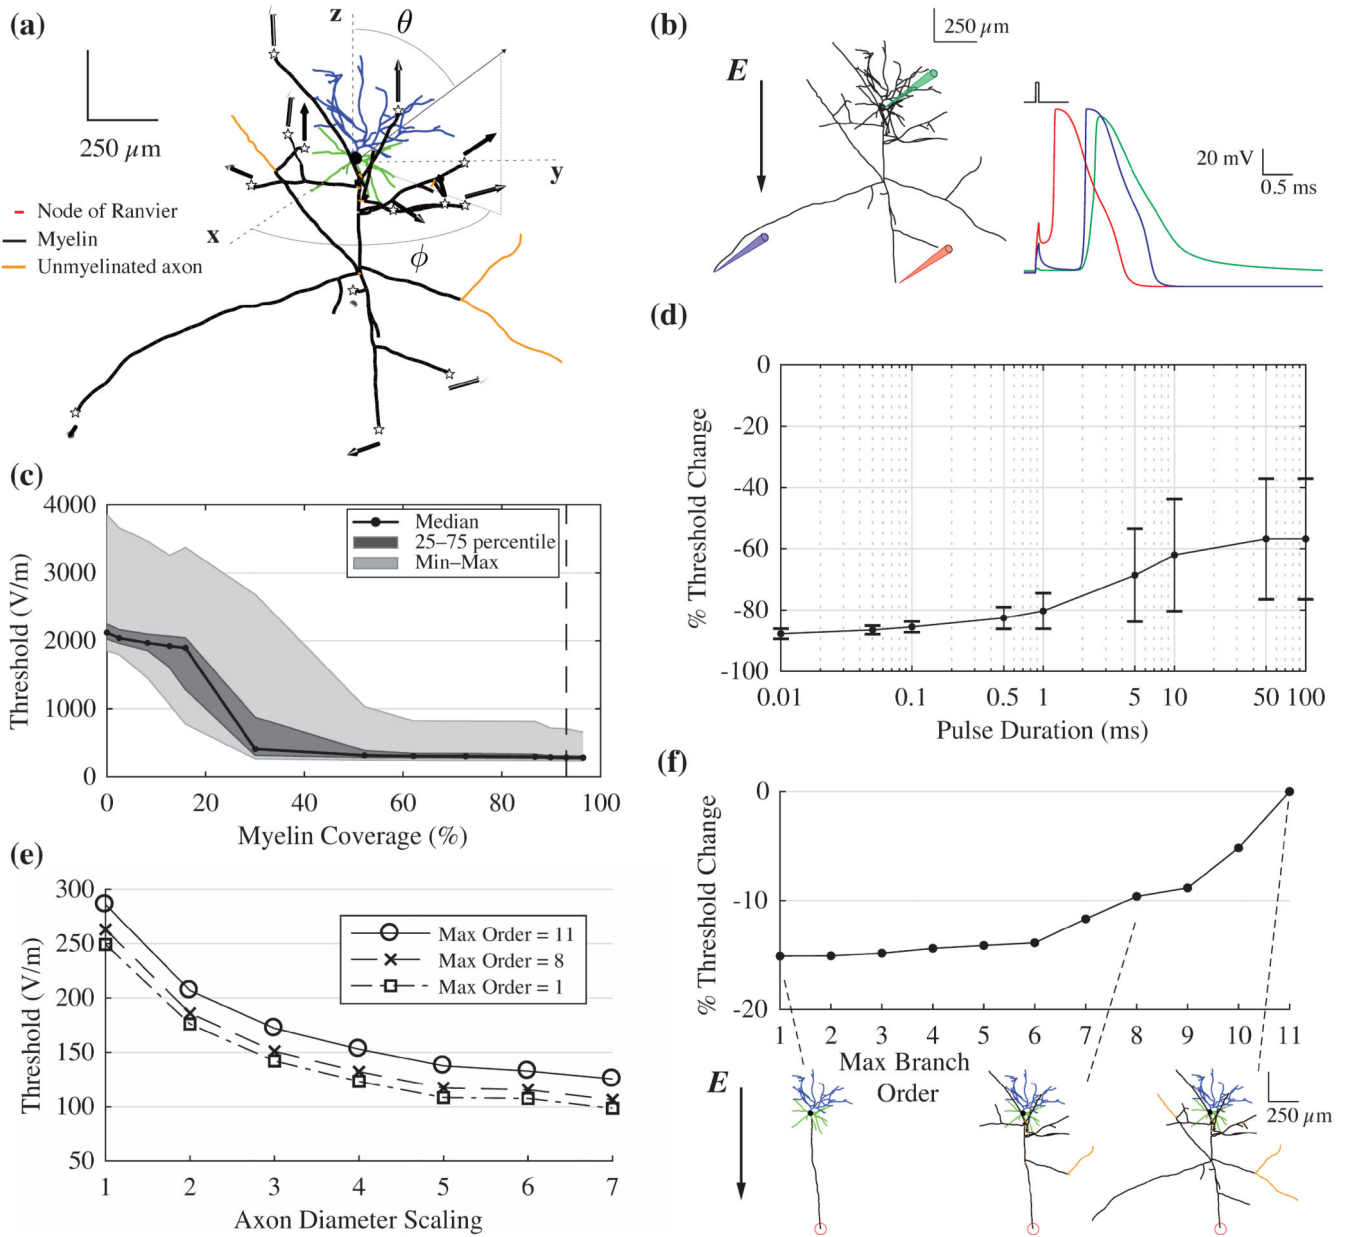 (a)
z
θ
250 µm
y
x
ϕ
Node of Ranvier
Myelin
Unmyelinated axon
(b)
250 µm
E
20 mV
0.5 ms
(c)
4000
3000
2000
1000
0
Threshold (V/m)
Median
25–75 percentile
Min–Max
0 20 40 60 80 100
Myelin Coverage (%)
(d)
0
-20
-40
-60
-80
-100
% Threshold Change
0.01 0.1 0.5 1 5 10 50 100
Pulse Duration (ms)
(e)
300
250
200
150
100
50
Threshold (V/m)
Max Order = 11
Max Order = 8
Max Order = 1
1 2 3 4 5 6 7
Axon Diameter Scaling
(f)
0
-10
-20
% Threshold Change
1 2 3 4 5 6 7 8 9 10 11
Max Branch
Order
E
250 µm